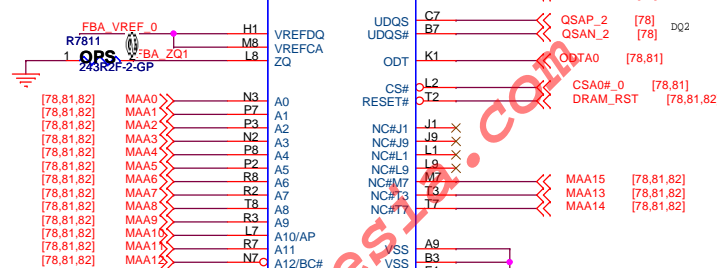 FBA_VREF_0 H1 VREFDQ UDQS C7 QSAP_2 [78]
M8 VREFCA UDQS# B7 QSAN_2 [78] DQ2
R7811 1 OPS FBA_ZQ1 L8 ZQ ODT K1 ODTA0 [78,81]
243R2F-2-GP
CS# L2 CSA0#_0 [78,81]
[78,81,82] MAA0 N3 A0 RESET# T2 DRAM_RST [78,81,82
[78,81,82] MAA1 P7 A1
[78,81,82] MAA2 P3 A2 NC#J1 J1
[78,81,82] MAA3 N2 A3 NC#J9 J9
[78,81,82] MAA4 P8 A4 NC#L1 L1
[78,81,82] MAA5 P2 A5 NC#L9 L9
[78,81,82] MAA6 R8 A6 NC#M7 M7 MAA15 [78,81,82]
[78,81,82] MAA7 R2 A7 NC#T3 T3 MAA13 [78,81,82]
[78,81,82] MAA8 T8 A8 NC#T7 T7 MAA14 [78,81,82]
[78,81,82] MAA9 R3 A9
[78,81,82] MAA10 L7 A10/AP
[78,81,82] MAA11 R7 A11 VSS A9
[78,81,82] MAA12 N7 A12/BC# VSS B3
esia.com